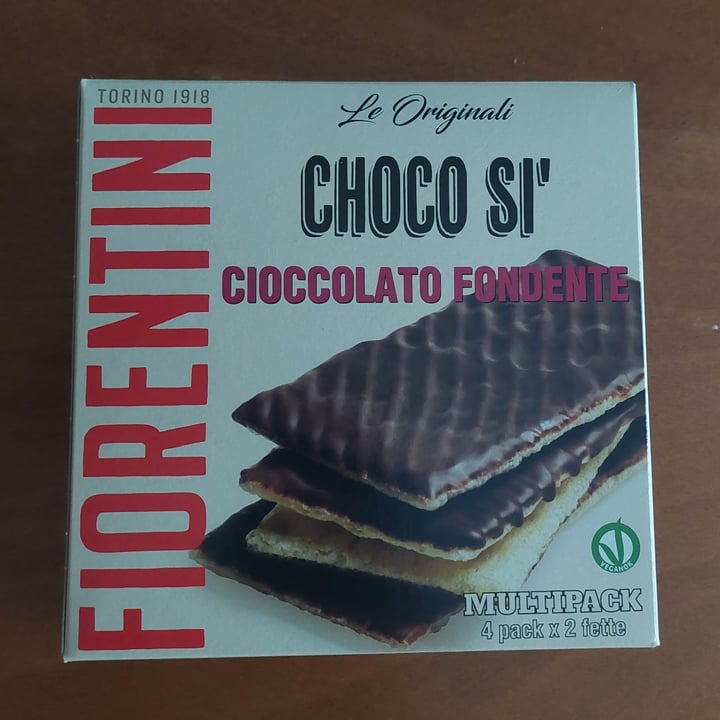 TORINO 1918
FIORENTINI
Le Originali
CHOCO SI'
CIOCCOLATO FONDENTE
VEGANOK
MULTIPACK
4 pack x 2 fette